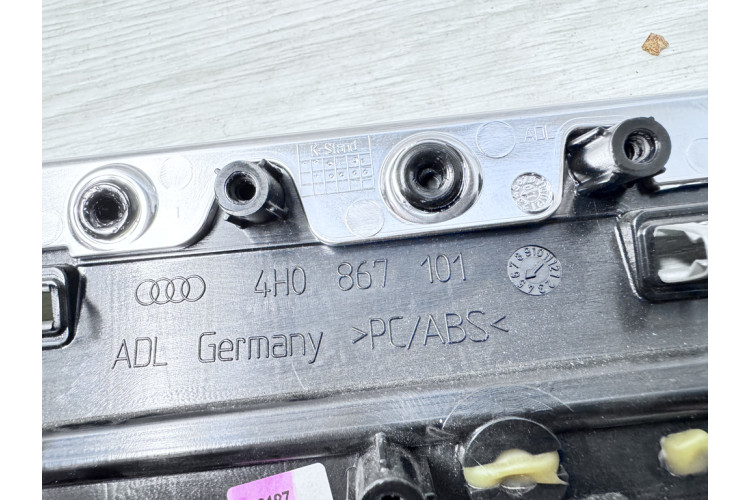 K-Stand
ADL
4H0 867 101
ADL Germany >PC/ABS<